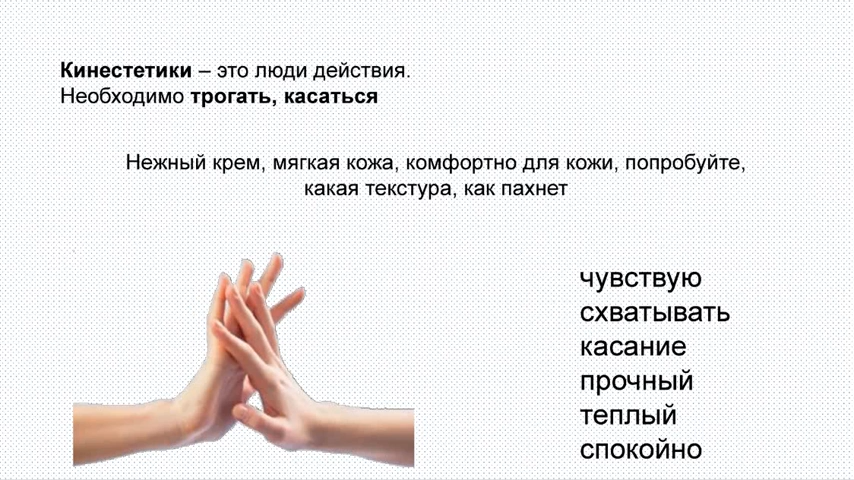 Кинестетики – это люди действия.
Необходимо трогать, касаться
Нежный крем, мягкая кожа, комфортно для кожи, попробуйте,
какая текстура, как пахнет
чувствую
схватывать
касание
прочный
теплый
спокойно